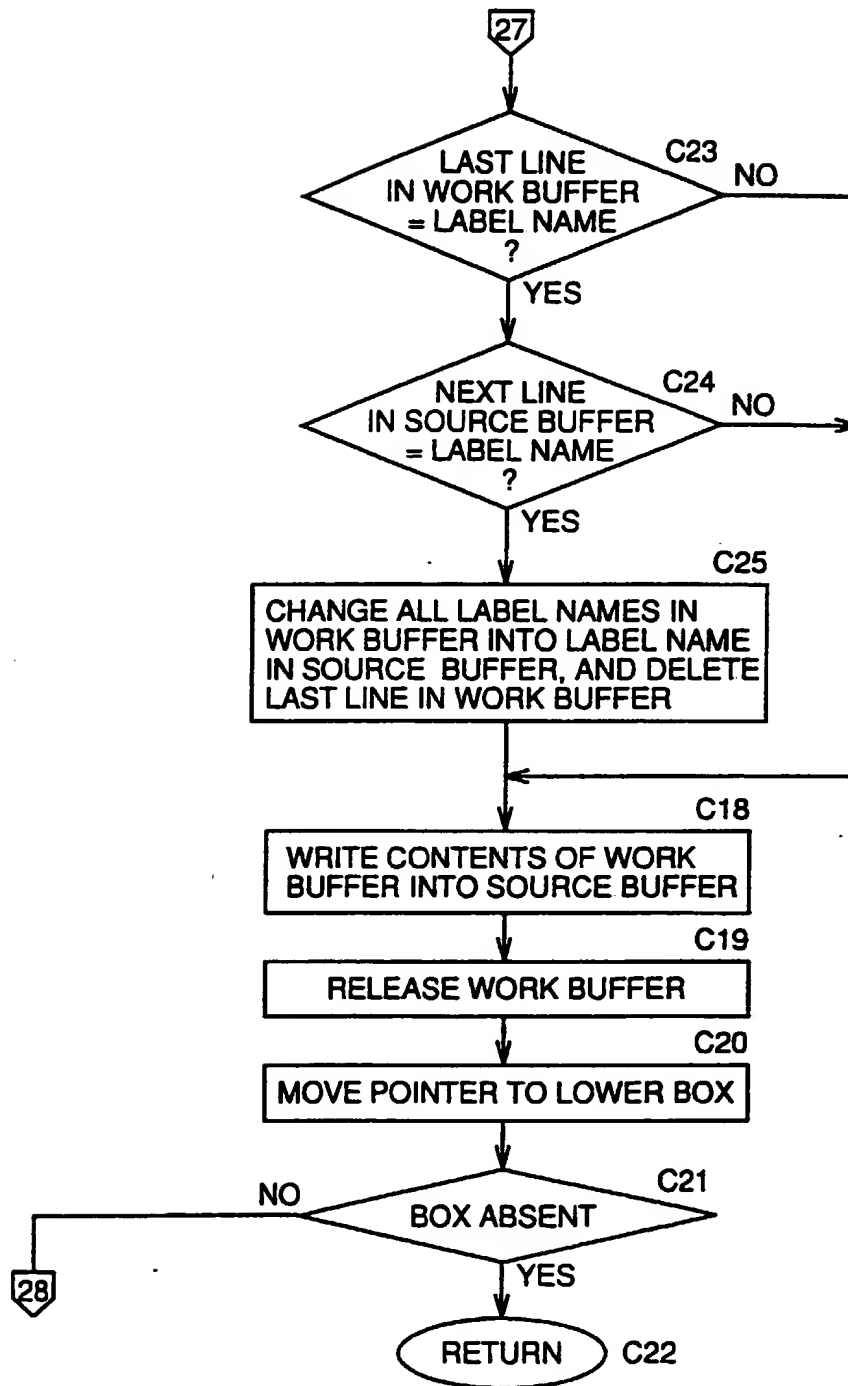 27
C23
LAST LINE
IN WORK BUFFER
= LABEL NAME
?
NO
YES
C24
NEXT LINE
IN SOURCE BUFFER
= LABEL NAME
?
NO
YES
C25
CHANGE ALL LABEL NAMES IN
WORK BUFFER INTO LABEL NAME
IN SOURCE BUFFER, AND DELETE
LAST LINE IN WORK BUFFER
C18
WRITE CONTENTS OF WORK
BUFFER INTO SOURCE BUFFER
C19
RELEASE WORK BUFFER
C20
MOVE POINTER TO LOWER BOX
C21
NO
BOX ABSENT
YES
28
RETURN
C22